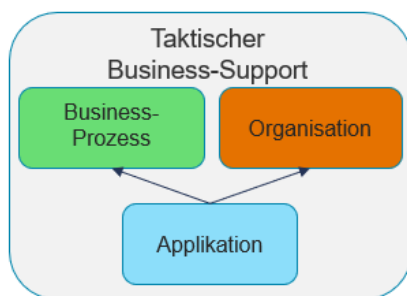 Taktischer
Business-Support
Business-
Prozess
Organisation
Applikation